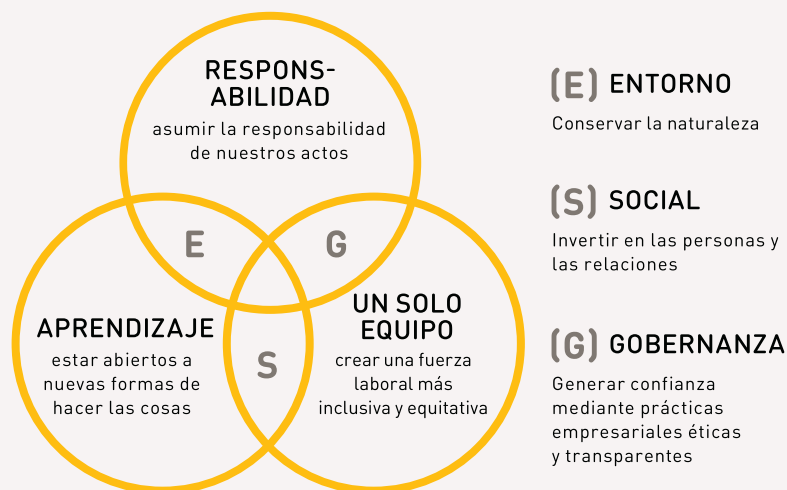 RESPONS-
ABILIDAD
asumir la responsabilidad
de nuestros actos
E
G
APRENDIZAJE
estar abiertos a
nuevas formas de
hacer las cosas
S
UN SOLO
EQUIPO
crear una fuerza
laboral más
inclusiva y equitativa
(E) ENTORNO
Conservar la naturaleza
(S) SOCIAL
Invertir en las personas y
las relaciones
(G) GOBERNANZA
Generar confianza
mediante prácticas
empresariales éticas
y transparentes